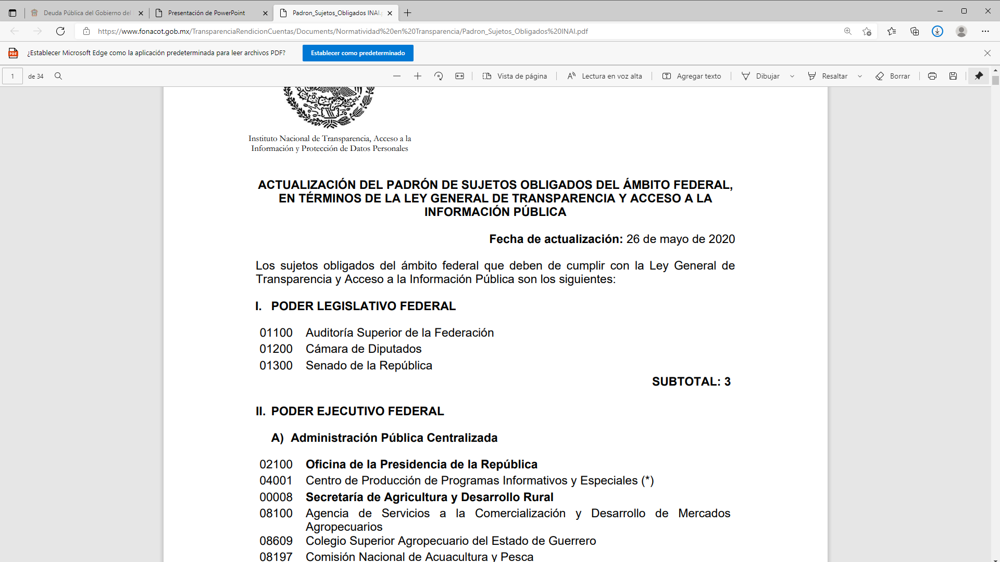 Deuda Pública del Gobierno del
Presentación de PowerPoint
Padron_Sujetos_Obligados INAI.p
https://www.fonacot.gob.mx/TransparenciaRendicionCuentas/Documents/Normatividad%20en%20Transparencia/Padron_Sujetos_Obligados%20INAI.pdf
PDF
¿Establecer Microsoft Edge como la aplicación predeterminada para leer archivos PDF?
Establecer como predeterminado
1 de 34
Vista de página
Lectura en voz alta
Agregar texto
Dibujar
Resaltar
Borrar
Instituto Nacional de Transparencia, Acceso a la
Información y Protección de Datos Personales
ACTUALIZACIÓN DEL PADRÓN DE SUJETOS OBLIGADOS DEL ÁMBITO FEDERAL,
EN TÉRMINOS DE LA LEY GENERAL DE TRANSPARENCIA Y ACCESO A LA
INFORMACIÓN PÚBLICA
Fecha de actualización: 26 de mayo de 2020
Los sujetos obligados del ámbito federal que deben de cumplir con la Ley General de
Transparencia y Acceso a la Información Pública son los siguientes:
I. PODER LEGISLATIVO FEDERAL
01100 Auditoría Superior de la Federación
01200 Cámara de Diputados
01300 Senado de la República
SUBTOTAL: 3
II. PODER EJECUTIVO FEDERAL
A) Administración Pública Centralizada
02100 Oficina de la Presidencia de la República
04001 Centro de Producción de Programas Informativos y Especiales (*)
00008 Secretaría de Agricultura y Desarrollo Rural
08100 Agencia de Servicios a la Comercialización y Desarrollo de Mercados
Agropecuarios
08609 Colegio Superior Agropecuario del Estado de Guerrero
08197 Comisión Nacional de Acuacultura y Pesca